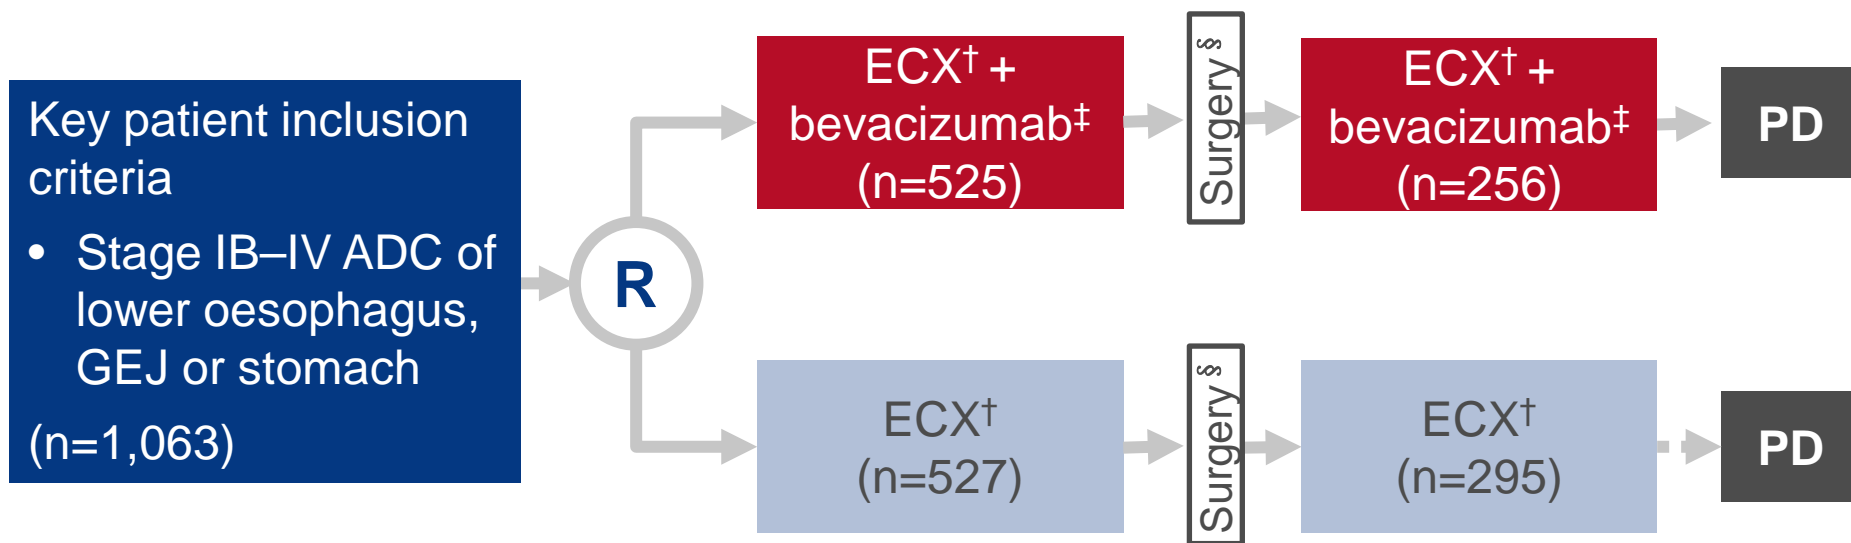 Key patient inclusion
criteria
• Stage IB–IV ADC of
lower oesophagus,
GEJ or stomach
(n=1,063)
R
ECX† +
bevacizumab‡
(n=525)
Surgery§
ECX† +
bevacizumab‡
(n=256)
PD
ECX†
(n=527)
Surgery§
ECX†
(n=295)
PD